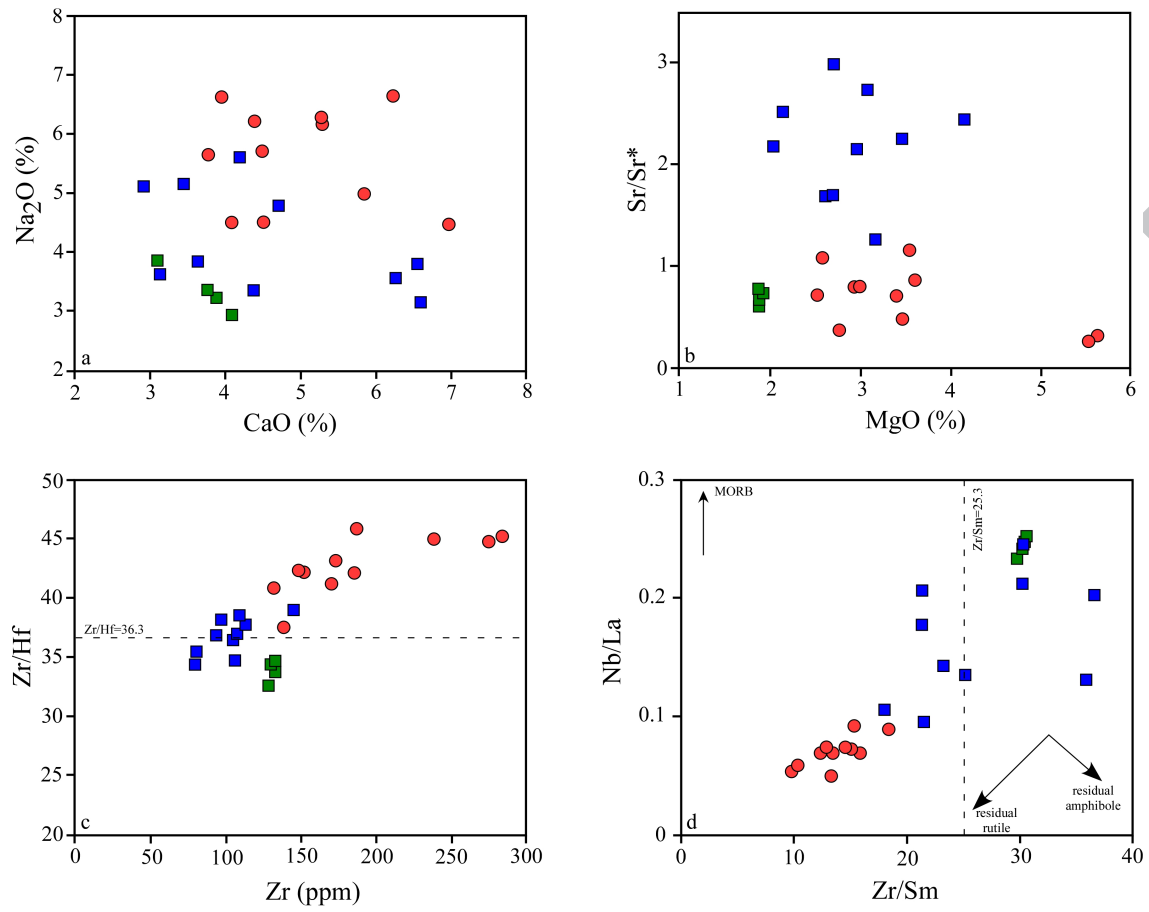 8
7
6
5
4
3
2
Na2O (%)
a
2
3
4
5
6
7
8
CaO (%)
3
2
1
0
Sr/Sr*
b
1
2
3
4
5
6
MgO (%)
50
45
40
35
30
25
20
Zr/Hf
Zr/Hf=36.3
c
0
50
100
150
200
250
300
Zr (ppm)
0.3
0.2
0.1
0
Nb/La
MORB
Zr/Sm=25.3
residual
rutile
residual
amphibole
d
0
10
20
30
40
Zr/Sm